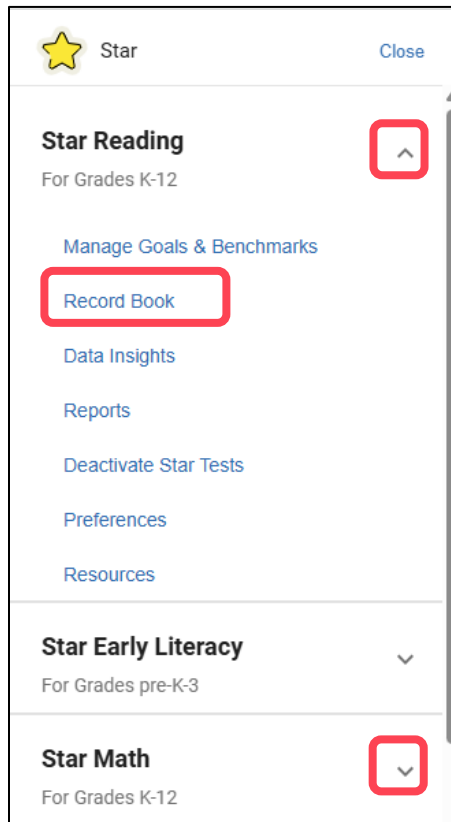 Star
Close
Star Reading
For Grades K-12
Manage Goals & Benchmarks
Record Book
Data Insights
Reports
Deactivate Star Tests
Preferences
Resources
Star Early Literacy
For Grades pre-K-3
Star Math
For Grades K-12